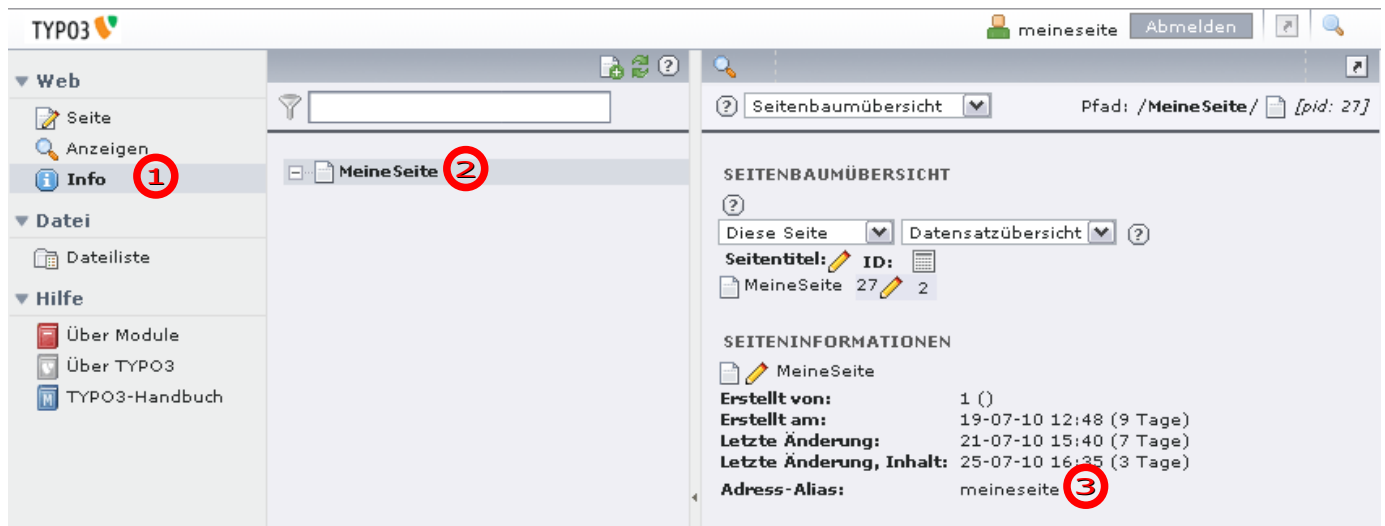 TYPO3
meineseite Abmelden
Web
Seite
Anzeigen
Info 1
Datei
Dateiliste
Hilfe
Über Module
Über TYPO3
TYPO3-Handbuch
MeineSeite 2
Seitenbaumübersicht Pfad: /MeineSeite/ [pid: 27]
SEITENBAUMÜBERSICHT
Diese Seite Datensatzübersicht
Seitentitel: ID:
MeineSeite 27 2
SEITENINFORMATIONEN
MeineSeite
Erstellt von: 1 ()
Erstellt am: 19-07-10 12:48 (9 Tage)
Letzte Änderung: 21-07-10 15:40 (7 Tage)
Letzte Änderung, Inhalt: 25-07-10 16:35 (3 Tage)
Adress-Alias: meineseite 3